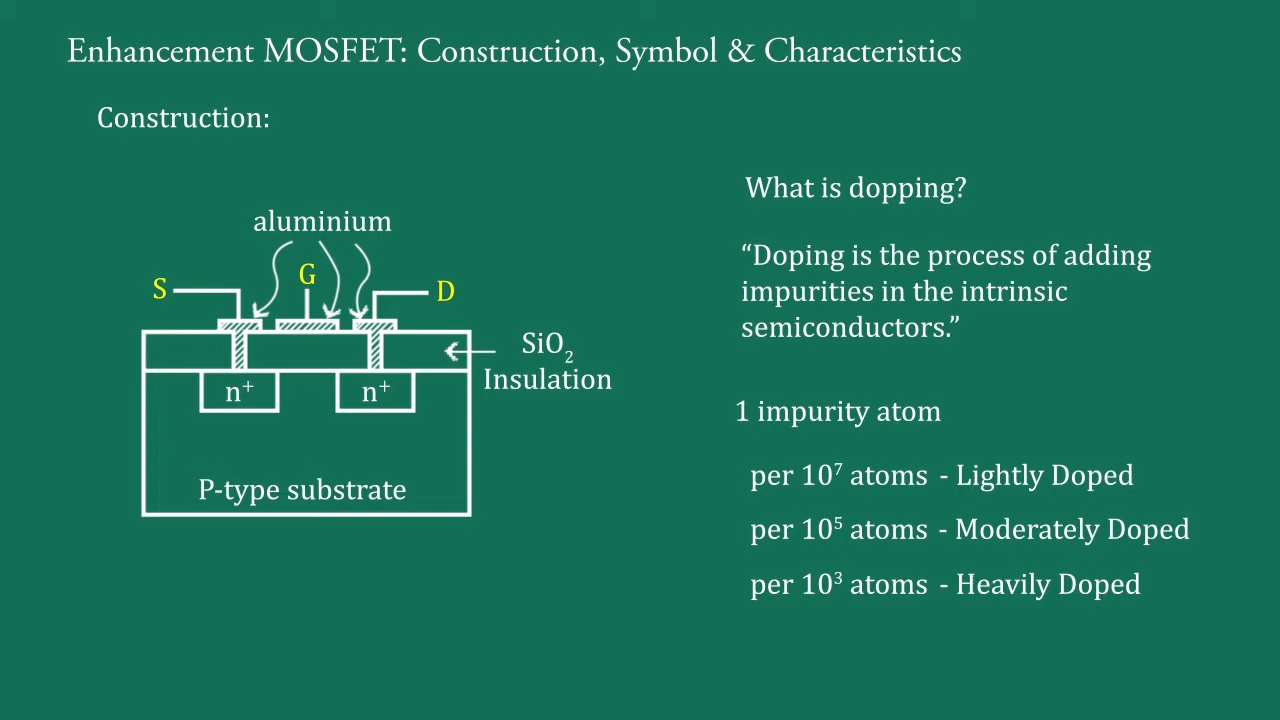 Enhancement MOSFET: Construction, Symbol & Characteristics
Construction:
aluminium
S
G
D
SiO₂
Insulation
n⁺
n⁺
P-type substrate
What is dopping?
“Doping is the process of adding
impurities in the intrinsic
semiconductors.”
1 impurity atom
per 10⁷ atoms - Lightly Doped
per 10⁵ atoms - Moderately Doped
per 10³ atoms - Heavily Doped